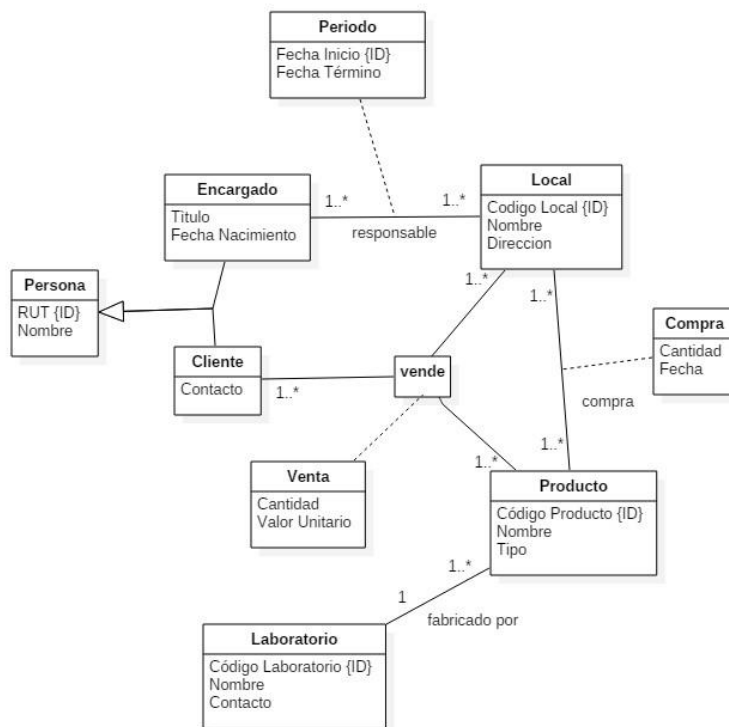 Periodo
Fecha Inicio {ID}
Fecha Término
Encargado
Titulo
Fecha Nacimiento
1..*
1..*
responsable
Local
Codigo Local {ID}
Nombre
Direccion
Persona
RUT {ID}
Nombre
1..*
1..*
Compra
Cantidad
Fecha
Cliente
Contacto
1..*
vende
compra
Venta
Cantidad
Valor Unitario
1..*
1..*
Producto
Código Producto {ID}
Nombre
Tipo
1..*
1
fabricado por
Laboratorio
Código Laboratorio {ID}
Nombre
Contacto